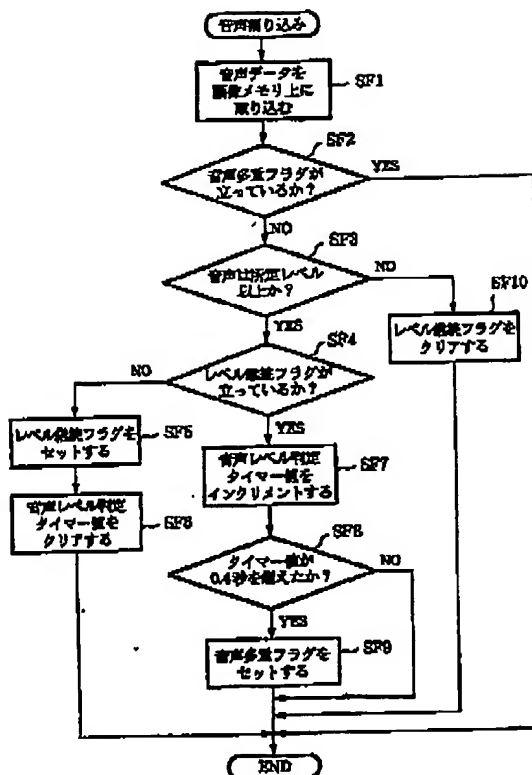 音声割り込み
音声データを
画像メモリ上に
取り込む
SF1
SF2
音声多重フラグが
立っているか?
YES
NO
SF3
音声は所定レベル
以上か?
NO
SF10
レベル継続フラグを
クリアする
YES
SF4
レベル継続フラグが
立っているか?
NO
レベル継続フラグを
セットする
SF5
YES
音声レベル判定
タイマー値を
インクリメントする
SF7
音声レベル判定
タイマー値を
クリアする
SF6
SF8
タイマー値が
0.4秒を超えたか?
NO
YES
音声多重フラグを
セットする
SF9
END